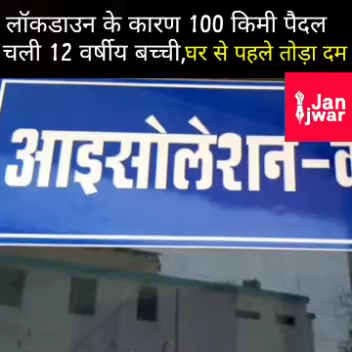 लॉकडाउन के कारण 100 किमी पैदल
चली 12 वर्षीय बच्ची,घर से पहले तोड़ा दम
Jan
jwar
आइसोलेशन-व